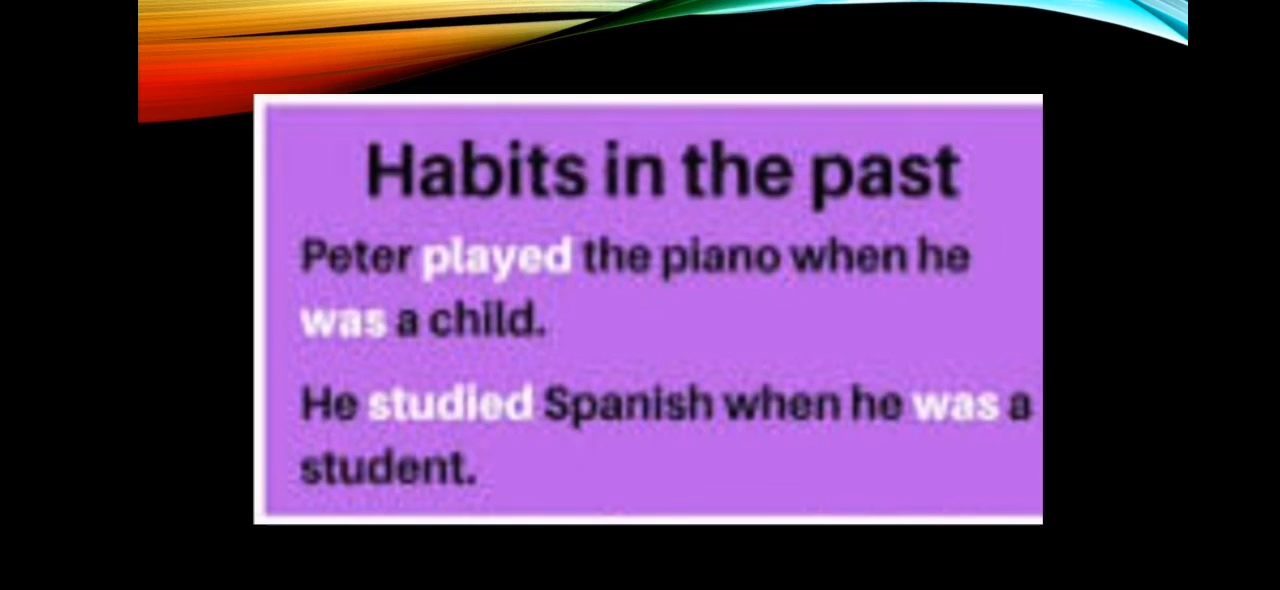 Habits in the past
Peter played the piano when he
was a child.
He studied Spanish when he was a
student.